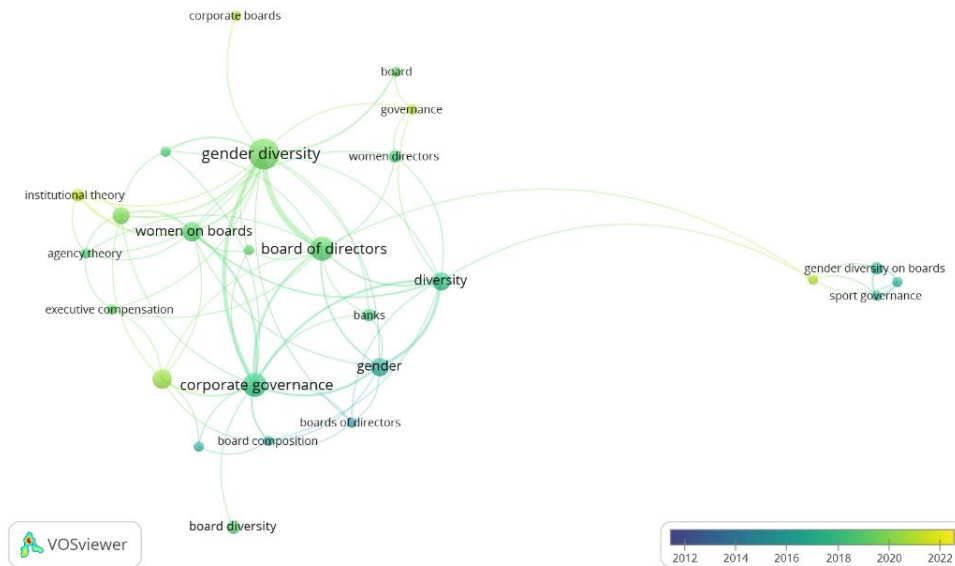 corporate boards
board
governance
gender diversity
women directors
institutional theory
women on boards
board of directors
agency theory
gender diversity on boards
diversity
sport governance
executive compensation
banks
gender
corporate governance
boards of directors
board composition
board diversity
VOSviewer
2012 2014 2016 2018 2020 2022